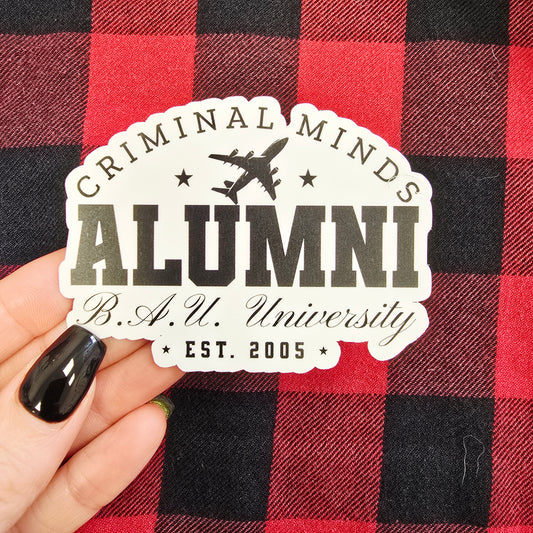 CRIMINAL MINDS
ALUMNI
B.A.U. University
EST. 2005